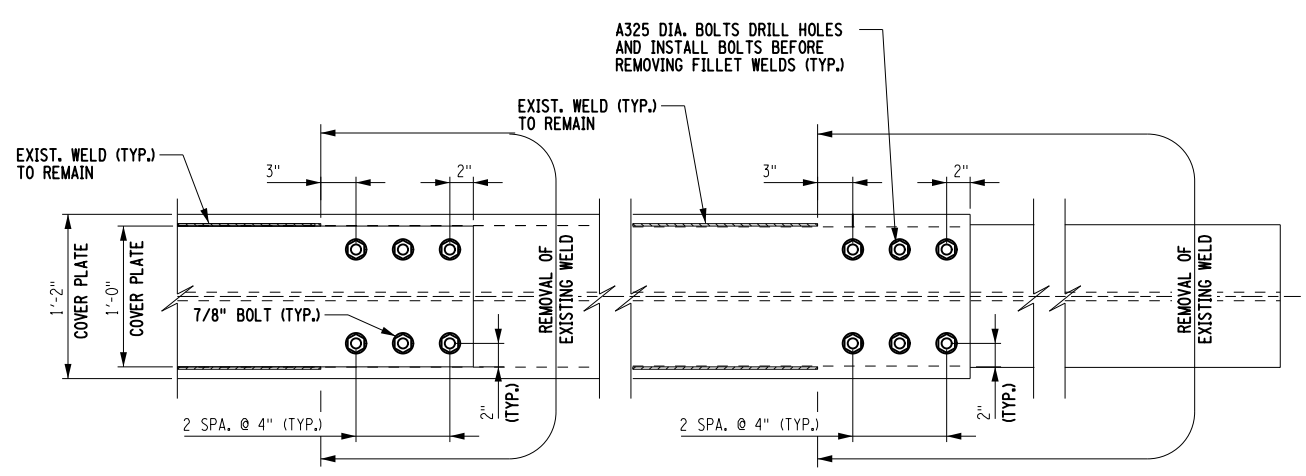 A325 DIA. BOLTS DRILL HOLES
AND INSTALL BOLTS BEFORE
REMOVING FILLET WELDS (TYP.)
EXIST. WELD (TYP.)
TO REMAIN
EXIST. WELD (TYP.)
TO REMAIN
3"
2"
3"
2"
1'-2"
COVER PLATE
1'-0"
COVER PLATE
7/8" BOLT (TYP.)
REMOVAL OF
EXISTING WELD
REMOVAL OF
EXISTING WELD
2"
(TYP.)
2"
(TYP.)
2 SPA. @ 4" (TYP.)
2 SPA. @ 4" (TYP.)